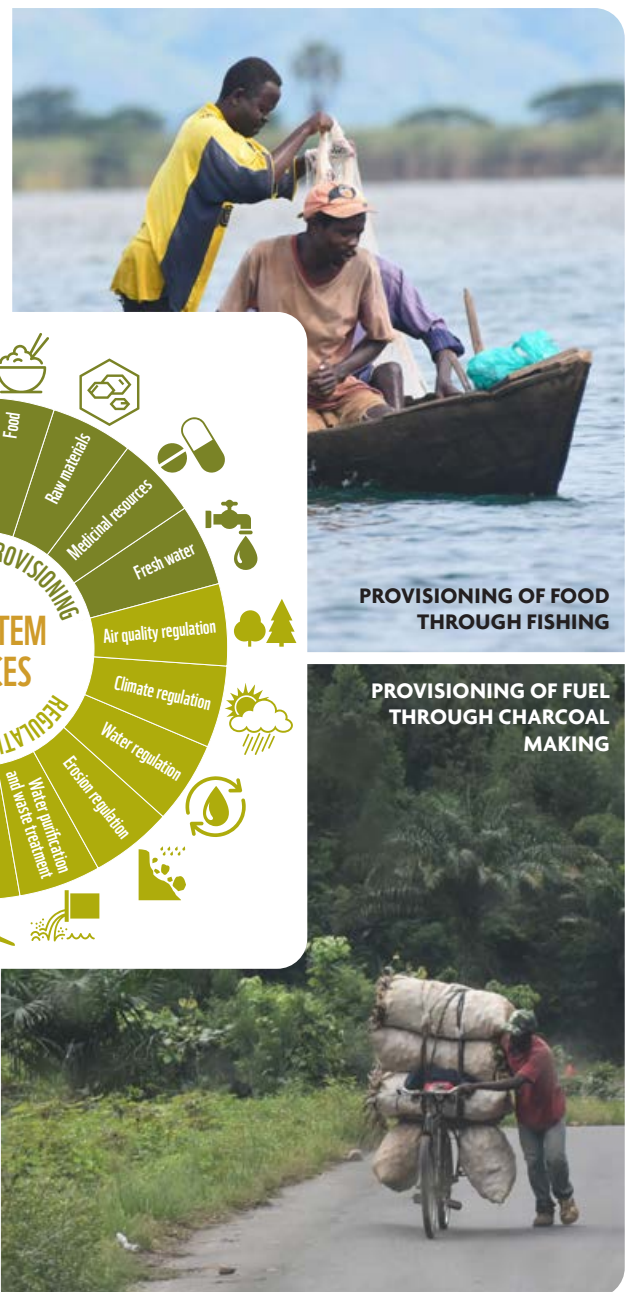 Food
Raw materials
Medicinal resources
Fresh water
Air quality regulation
Climate regulation
Water regulation
Erosion regulation
Water purification
and waste treatment
ROVISIONING
TEM
CES
REGULATI
PROVISIONING OF FOOD
THROUGH FISHING
PROVISIONING OF FUEL
THROUGH CHARCOAL
MAKING